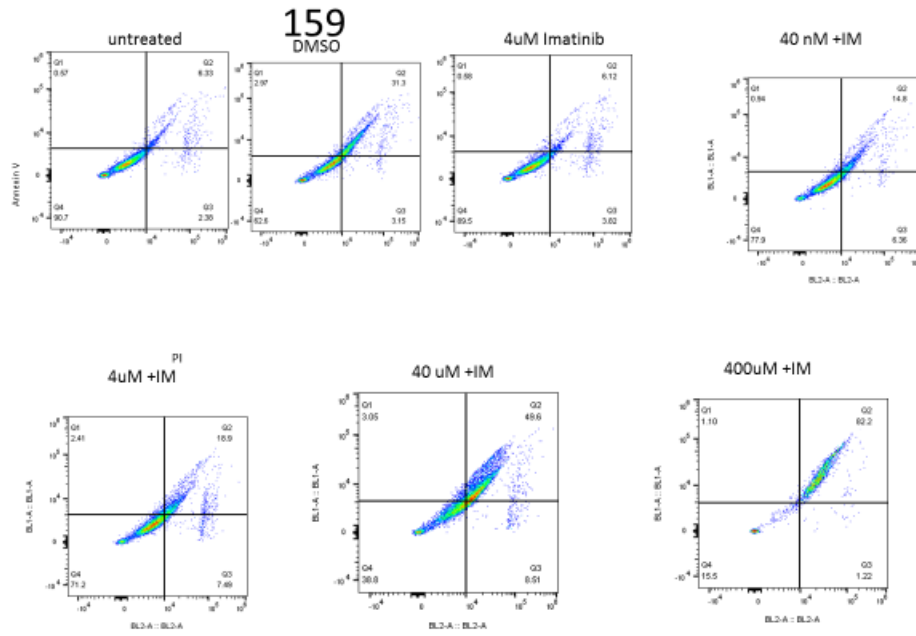 159
untreated
DMSO
4uM Imatinib
40 nM +IM
Q1
0.57
Q2
6.33
Q4
90.7
Q3
2.38
Annexin V
Q1
2.97
Q2
31.3
Q4
62.6
Q3
3.15
Q1
0.58
Q2
6.12
Q4
89.5
Q3
3.82
Q1
0.94
Q2
14.8
Q4
77.9
Q3
6.36
BL1-A :: BL1-A
BL2-A :: BL2-A
PI
4uM +IM
40 uM +IM
400uM +IM
Q1
2.41
Q2
18.9
Q4
71.2
Q3
7.49
BL1-A :: BL1-A
BL2-A :: BL2-A
Q1
3.05
Q2
49.6
Q4
38.8
Q3
8.51
BL1-A :: BL1-A
BL2-A :: BL2-A
Q1
1.10
Q2
82.2
Q4
15.5
Q3
1.22
BL1-A :: BL1-A
BL2-A :: BL2-A